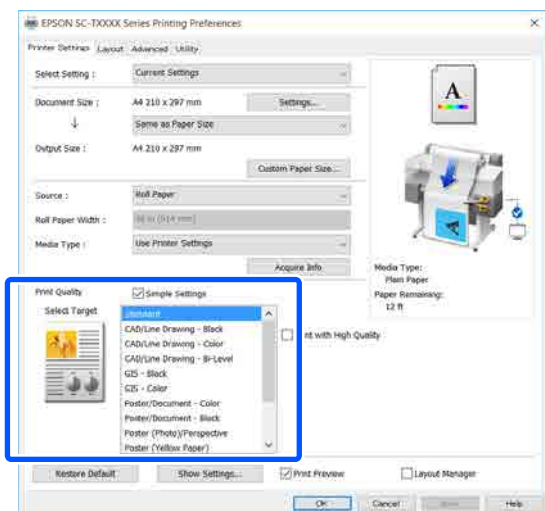 EPSON SC-TXXXX Series Printing Preferences
Printer Settings Layout Advanced Utility
Select Setting : Current Settings
Document Size : A4 210 x 297 mm Settings...
Same as Paper Size
Output Size : A4 210 x 297 mm
Custom Paper Size...
Source : Roll Paper
Roll Paper Width :
Media Type : Use Printer Settings
Acquire Info
Media Type:
Plain Paper
Paper Remaining:
12 ft
Print Quality Simple Settings
Select Target Standard
CAD/Line Drawing - Black
CAD/Line Drawing - Color
nt with High Quality
CAD/Line Drawing - Bi-Level
GIS - Black
GIS - Color
Poster/Document - Color
Poster/Document - Black
Poster (Photo)/Perspective
Poster (Yellow Paper)
Restore Default Show Settings... Print Preview Layout Manager
OK Cancel Help
A
A